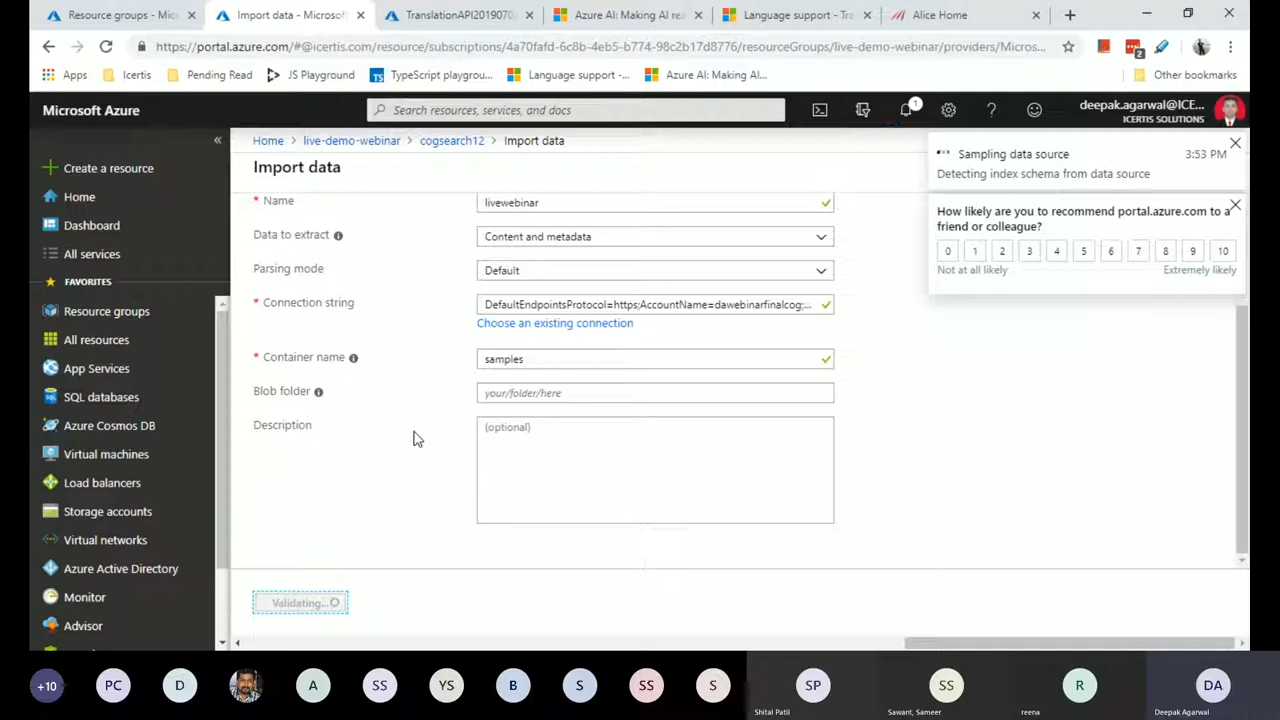 Resource groups - Mic
Import data - Microsoft
TranslationAPI2019070
Azure AI: Making AI re
Language support - Tra
Alice Home
https://portal.azure.com/#@icertis.com/resource/subscriptions/4a70fafd-6c8b-4eb5-b774-98c2b17d8776/resourceGroups/live-demo-webinar/providers/Micros...
2
Apps
Icertis
Pending Read
JS Playground
TS
TypeScript playgrou...
Language support -...
Azure AI: Making AI...
Other bookmarks
Microsoft Azure
Search resources, services, and docs
1
deepak.agarwal@ICE...
ICERTIS SOLUTIONS
Create a resource
Home
Dashboard
All services
FAVORITES
Resource groups
All resources
App Services
SQL databases
Azure Cosmos DB
Virtual machines
Load balancers
Storage accounts
Virtual networks
Azure Active Directory
Monitor
Advisor
Home > live-demo-webinar > cogsearch12 > Import data
Import data
* Name
livewebinar
Data to extract
Content and metadata
Parsing mode
Default
* Connection string
DefaultEndpointsProtocol=https;AccountName=dawebinarfinalcog;...
Choose an existing connection
* Container name
samples
Blob folder
your/folder/here
Description
(optional)
Validating...
Sampling data source
3:53 PM
Detecting index schema from data source
How likely are you to recommend portal.azure.com to a
friend or colleague?
0 1 2 3 4 5 6 7 8 9 10
Not at all likely
Extremely likely
+10
PC
D
A
SS
YS
B
S
SS
S
SP
Shital Patil
SS
Sawant, Sameer
R
reena
DA
Deepak Agarwal